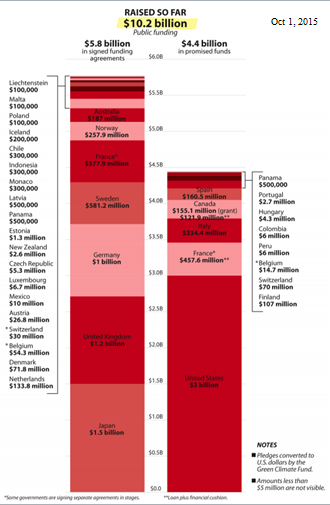 RAISED SO FAR
$10.2 billion
Public funding
Oct 1, 2015
$5.8 billion
in signed funding
agreements
$4.4 billion
in promised funds
$6.0B
$5.5B
$5.0B
$4.5B
$4.0B
$3.5B
$3.0B
$2.5B
$2.0B
$1.5B
$1.0B
$0.5B
$0.0
Liechtenstein
$100,000
Malta
$100,000
Poland
$100,000
Iceland
$200,000
Chile
$300,000
Indonesia
$300,000
Monaco
$300,000
Latvia
$500,000
Panama
$500,000
Estonia
$1.3 million
New Zealand
$2.6 million
Czech Republic
$5.3 million
Luxembourg
$6.7 million
Mexico
$10 million
Austria
$26.8 million
*Switzerland
$30 million
*Belgium
$54.3 million
Denmark
$71.8 million
Netherlands
$133.8 million
Australia
$187 million
Norway
$257.9 million
France*
$577.9 million
Sweden
$581.2 million
Germany
$1 billion
United Kingdom
$1.2 million
Japan
$1.5 million
Spain
$160.5 million
Canada
$155.1 million (grant)
$121.9 million**
Italy
$334.4 million
France*
$457.6 million**
United States
$3 billion
Panama
$500,000
Portugal
$2.7 million
Hungary
$4.3 million
Colombia
$6 million
Peru
$6 million
*Belgium
$14.7 million
Switzerland
$70 million
Finland
$107 million
NOTES
Pledges converted to
U.S. dollars by the
Green Climate Fund.
Amounts less than
$5 million are not visible.
*Some governments are signing separate agreements in stages.
**Loan plus financial cushion.